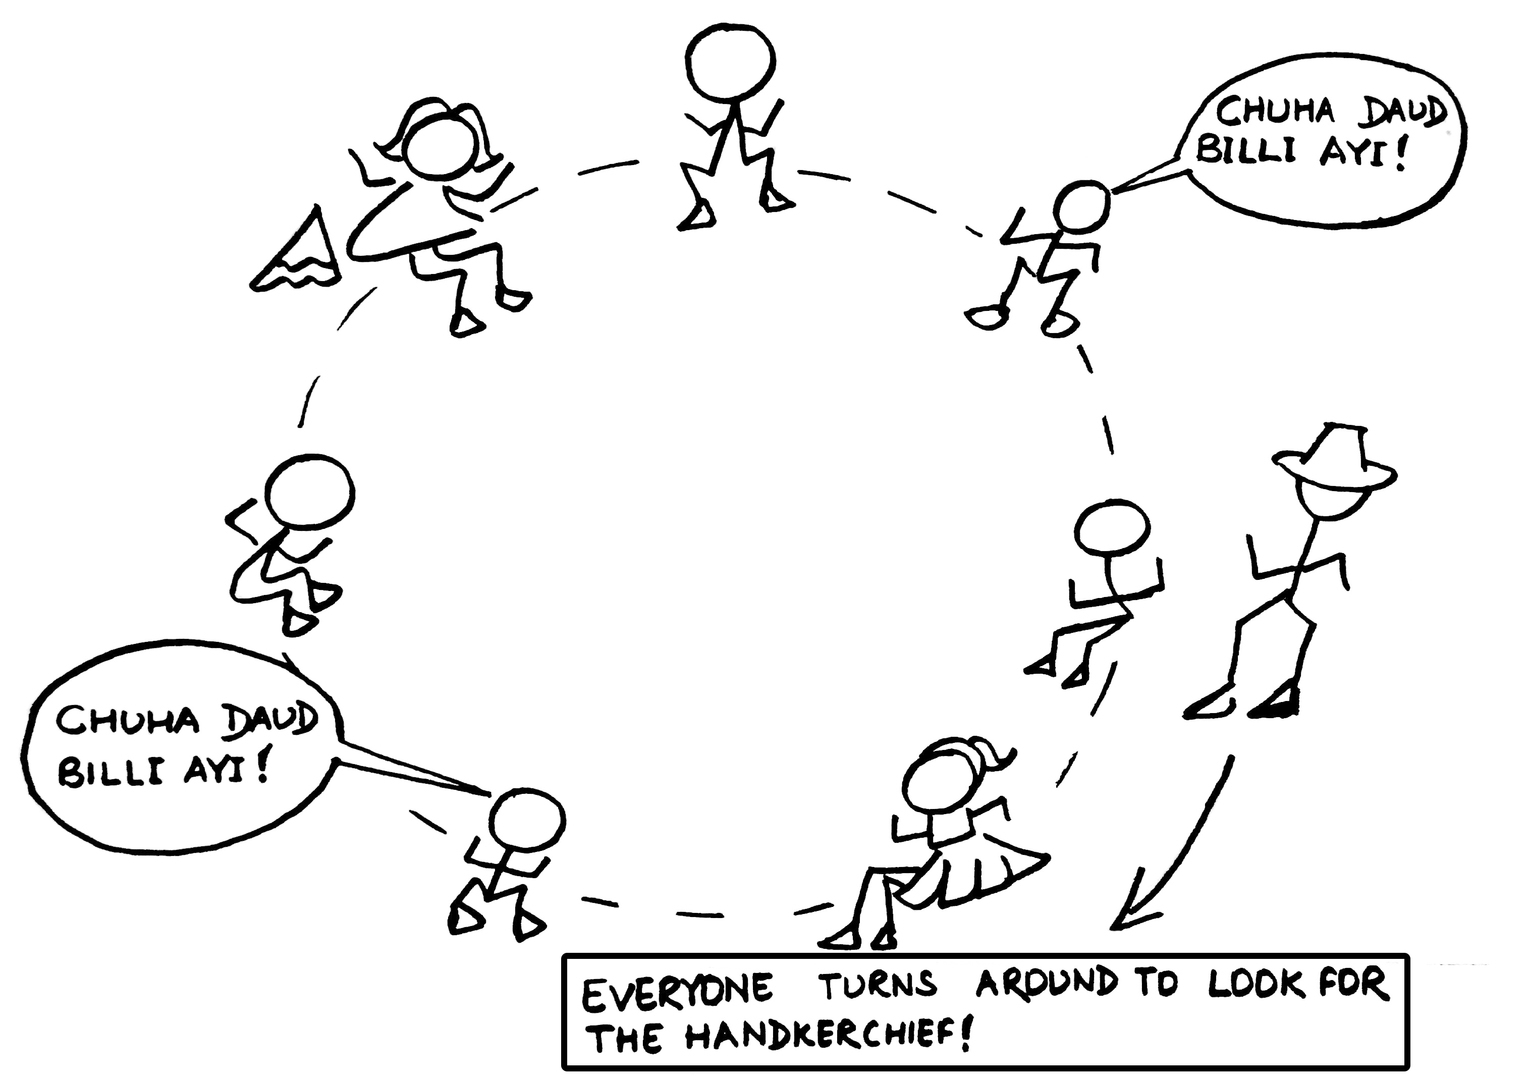 CHUHA DAUD
BILLI AYI!
CHUHA DAUD
BILLI AYI!
EVERYONE TURNS AROUND TO LOOK FOR
THE HANDKERCHIEF!